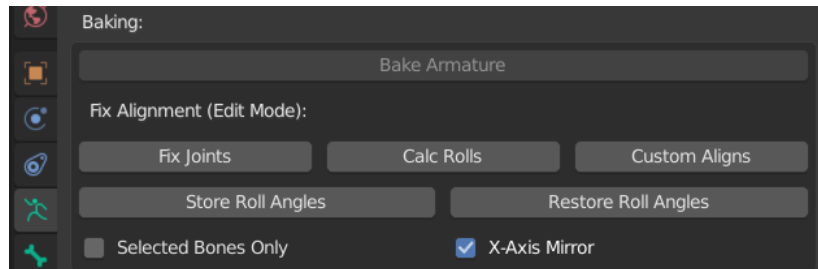 Baking:
Bake Armature
Fix Alignment (Edit Mode):
Fix Joints Calc Rolls Custom Aligns
Store Roll Angles Restore Roll Angles
Selected Bones Only X-Axis Mirror